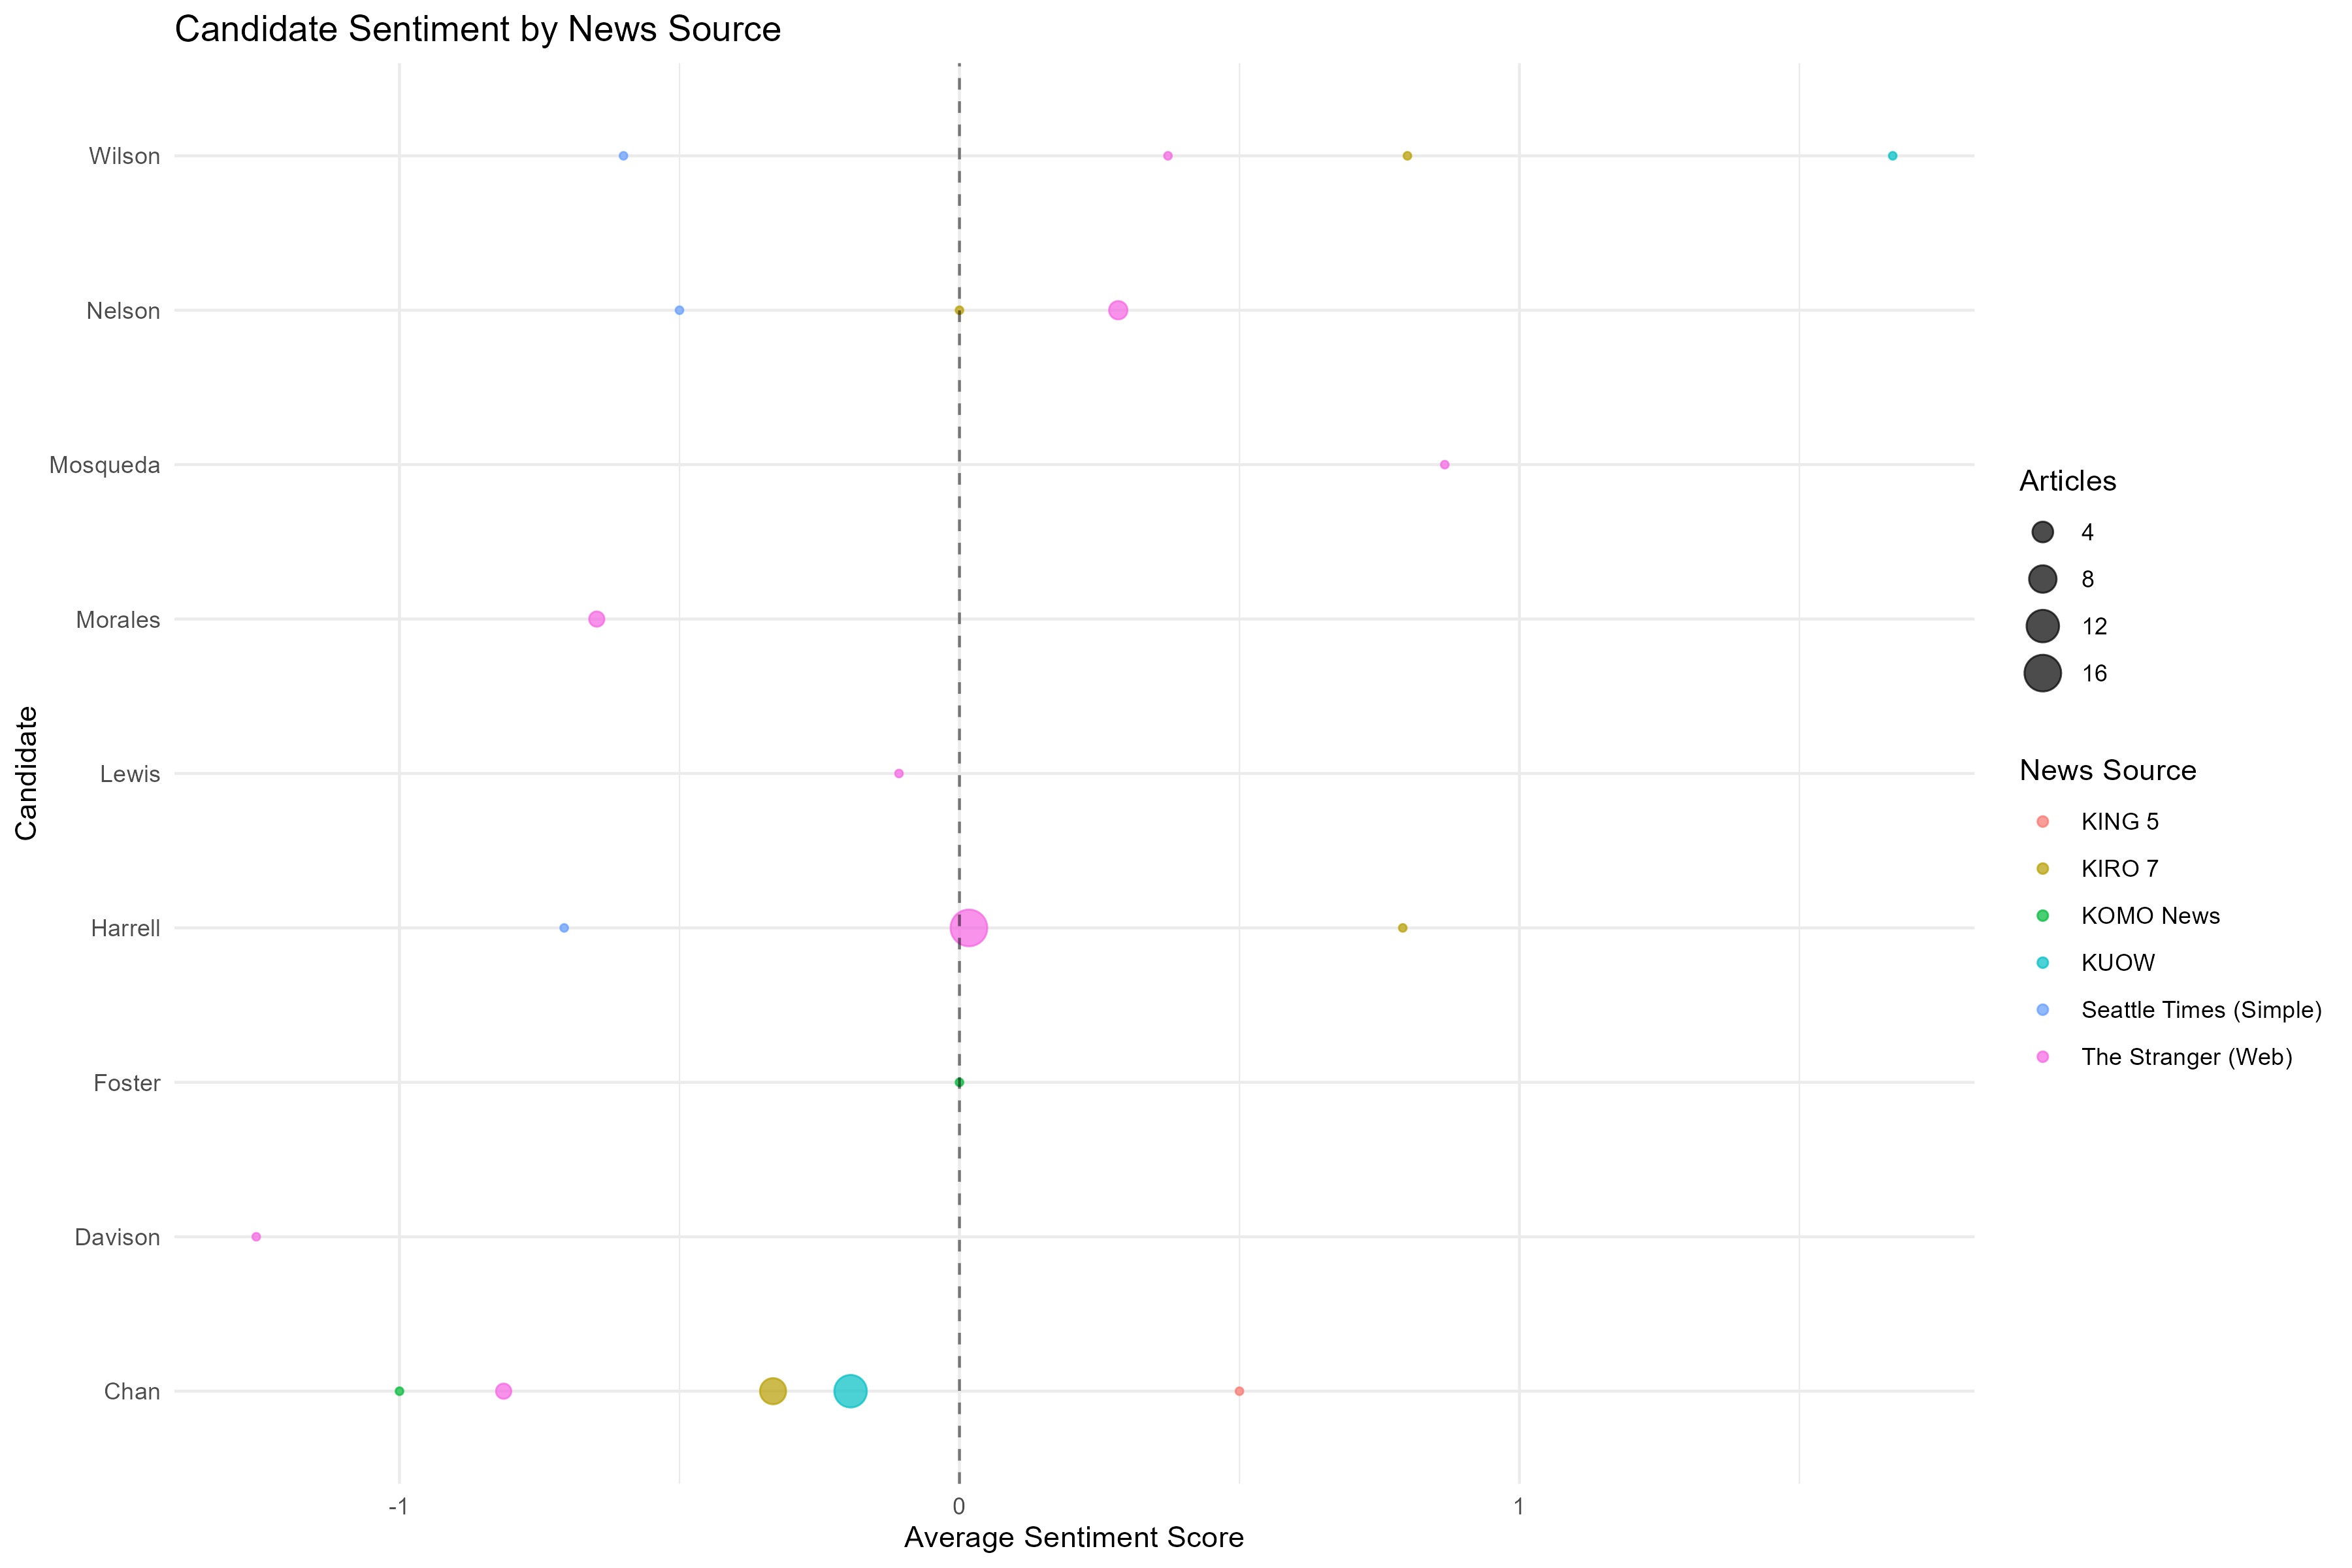 Candidate Sentiment by News Source
Wilson
Nelson
Mosqueda
Morales
Lewis
Harrell
Foster
Davison
Chan
Candidate
-1
0
1
Average Sentiment Score
Articles
4
8
12
16
News Source
KING 5
KIRO 7
KOMO News
KUOW
Seattle Times (Simple)
The Stranger (Web)